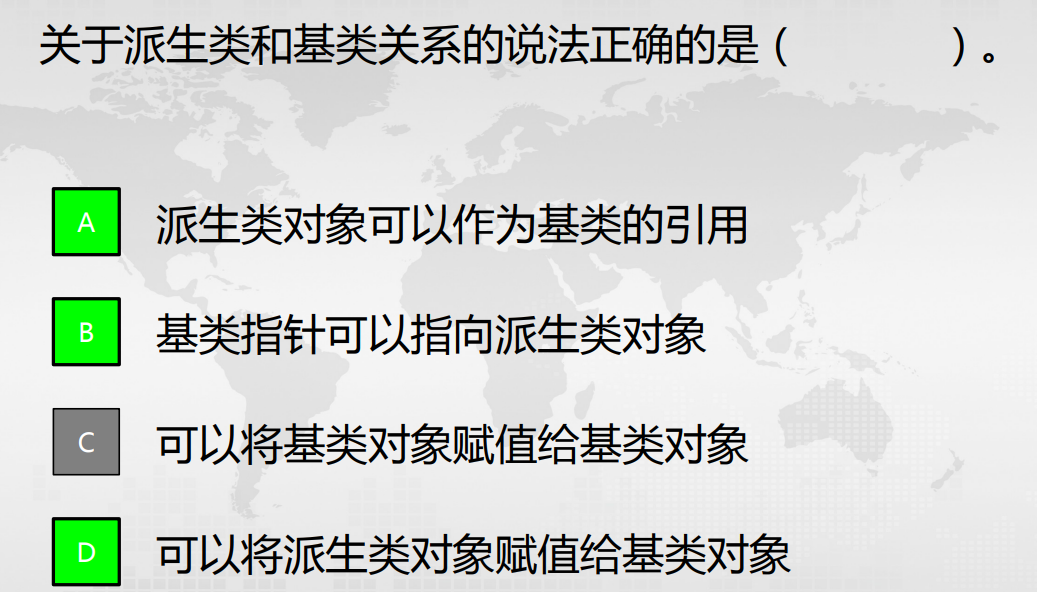 关于派生类和基类关系的说法正确的是（ ）。
A 派生类对象可以作为基类的引用
B 基类指针可以指向派生类对象
C 可以将基类对象赋值给基类对象
D 可以将派生类对象赋值给基类对象